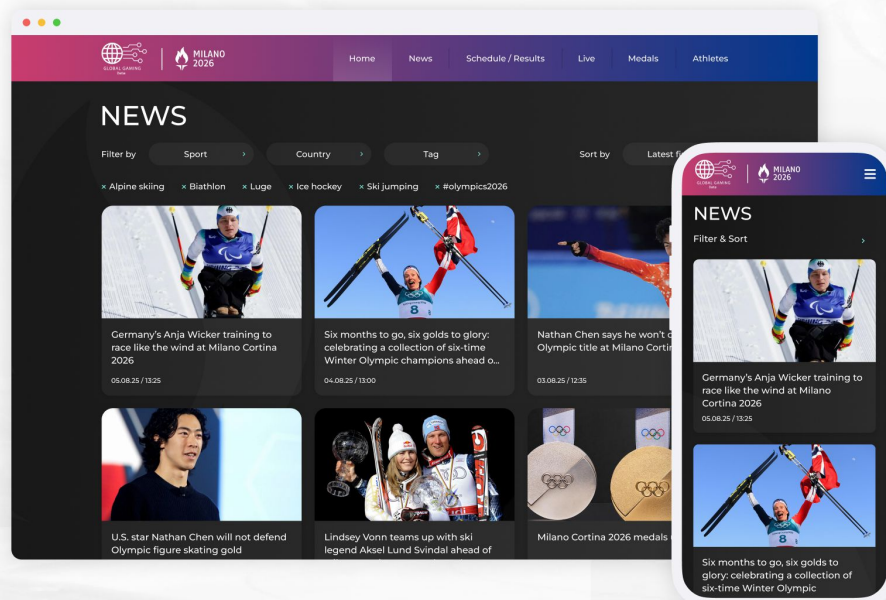 GLOBAL GAMING
Italia
MILANO
2026
Home
News
Schedule / Results
Live
Medals
Athletes
NEWS
Filter by
Sport
Country
Tag
Sort by
Latest
× Alpine skiing
× Biathlon
× Luge
× Ice hockey
× Ski jumping
× #olympics2026
Germany’s Anja Wicker training to
race like the wind at Milano Cortina
2026
05.08.25 / 13:25
8
Six months to go, six golds to glory:
celebrating a collection of six-time
Winter Olympic champions ahead o...
04.08.25 / 13:00
Nathan Chen says he won’t
Olympic title at Milano
03.08.25 / 12:35
U.S. star Nathan Chen will not defend
Olympic figure skating gold
Lindsey Vonn teams up with ski
legend Aksel Lund Svindal ahead of
Milano Cortina 2026 medals
GLOBAL GAMING
Italia
MILANO
2026
NEWS
Filter & Sort
Germany’s Anja Wicker training to
race like the wind at Milano
Cortina 2026
05.08.25 / 13:25
8
Six months to go, six golds to
glory: celebrating a collection of
six-time Winter Olympic